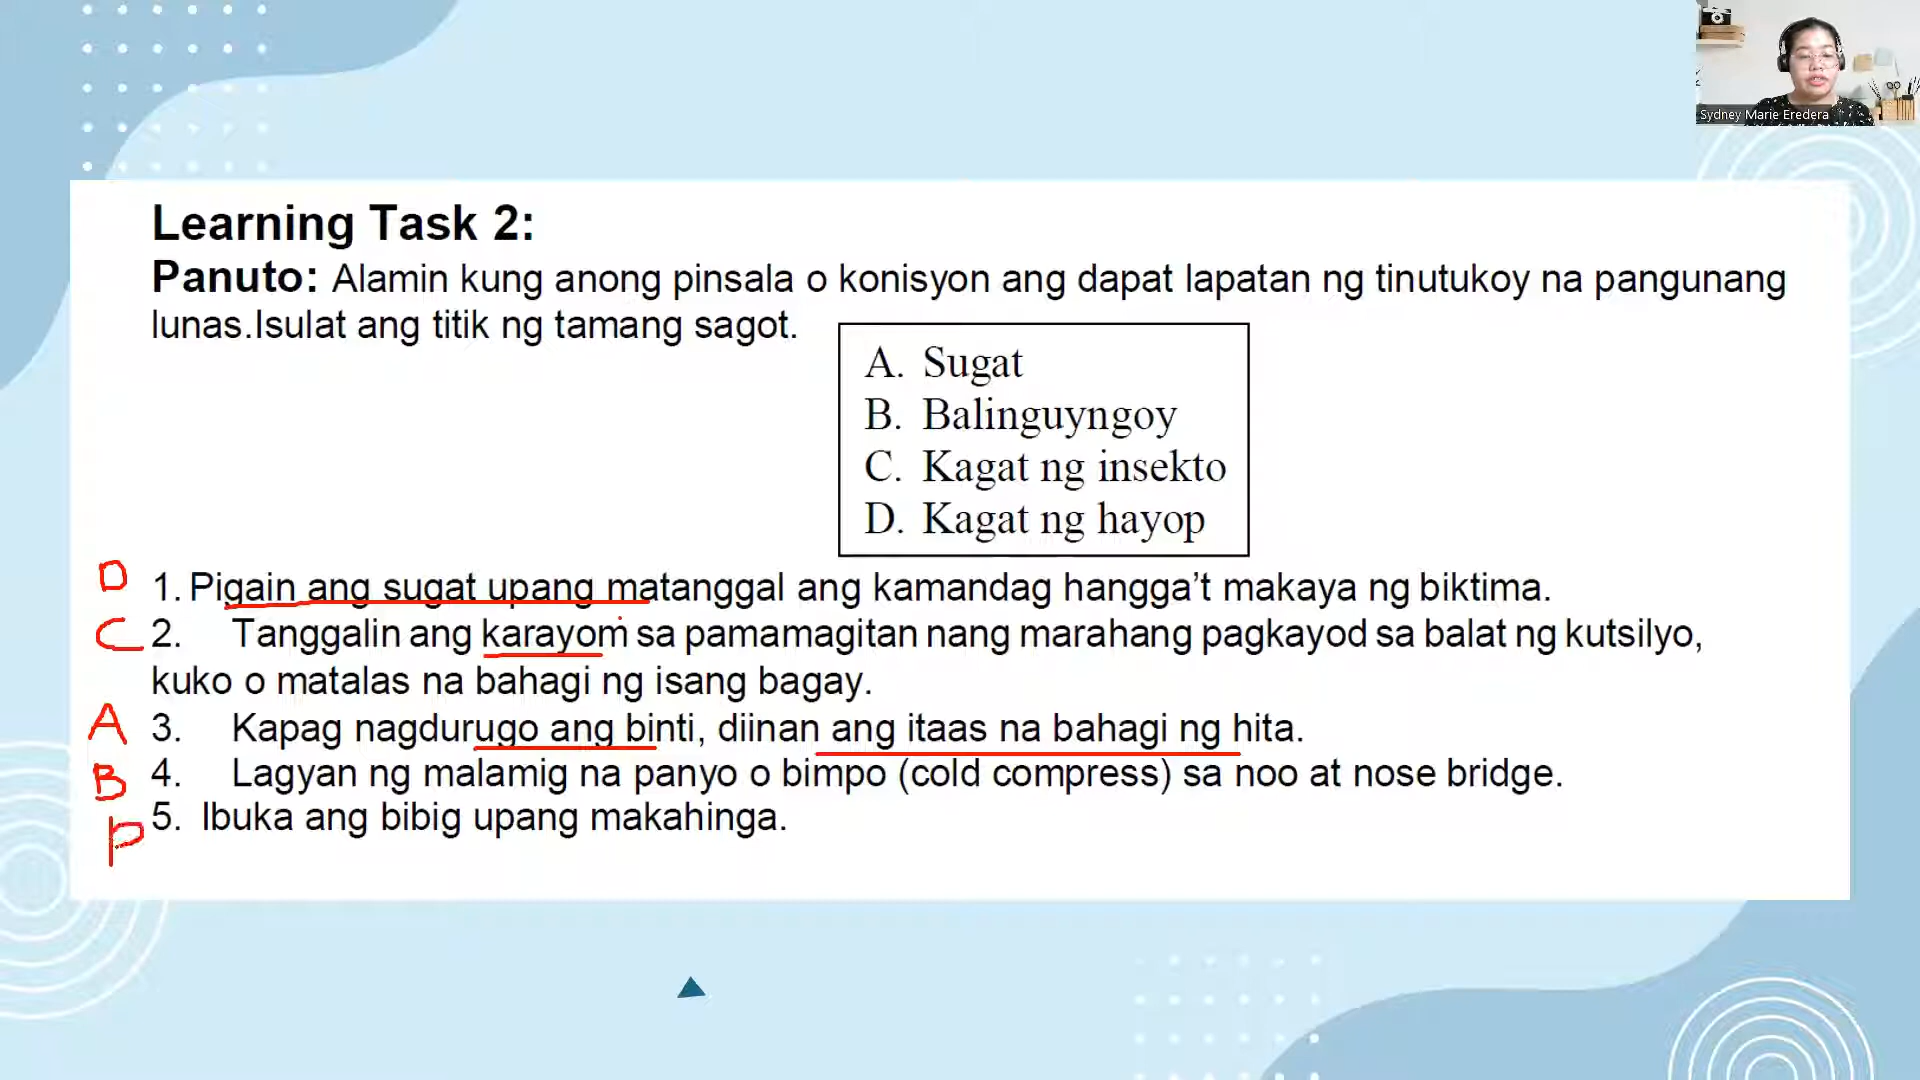 Sydney Marie Eredera
Learning Task 2:
Panuto: Alamin kung anong pinsala o konisyon ang dapat lapatan ng tinutukoy na pangunang
lunas.Isulat ang titik ng tamang sagot.
A. Sugat
B. Balinguyngoy
C. Kagat ng insekto
D. Kagat ng hayop
D 1. Pigain ang sugat upang matanggal ang kamandag hangga’t makaya ng biktima.
C 2. Tanggalin ang karayom sa pamamagitan nang marahang pagkayod sa balat ng kutsilyo,
kuko o matalas na bahagi ng isang bagay.
A 3. Kapag nagdurugo ang binti, diinan ang itaas na bahagi ng hita.
B 4. Lagyan ng malamig na panyo o bimpo (cold compress) sa noo at nose bridge.
5. Ibuka ang bibig upang makahinga.